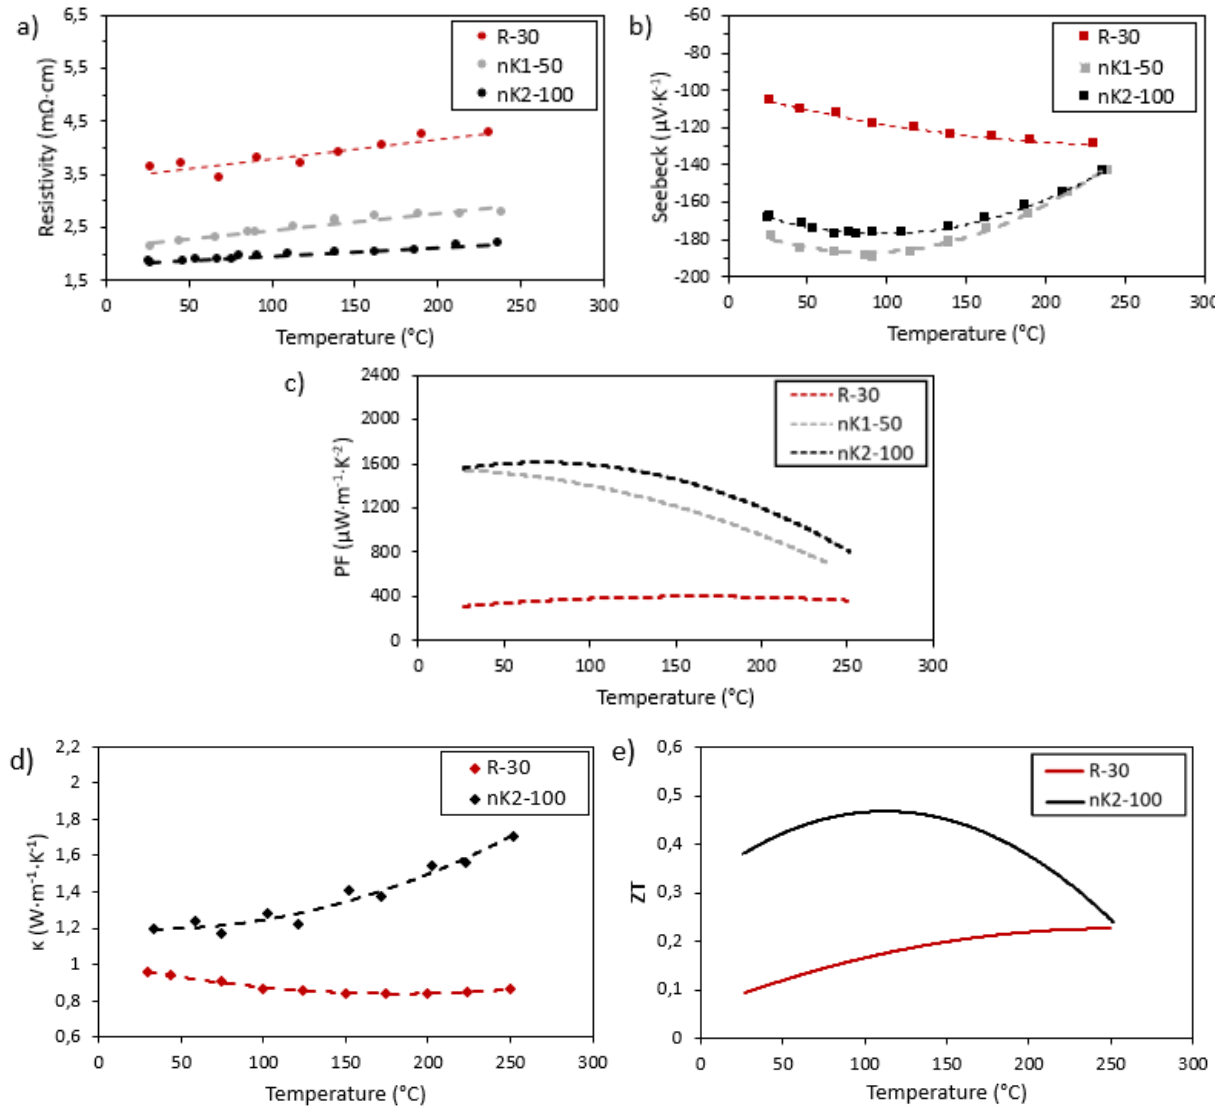 a)
6,5
5,5
4,5
3,5
2,5
1,5
Resistivity (mΩ·cm)
R-30
nK1-50
nK2-100
0 50 100 150 200 250 300
Temperature (°C)
b)
-60
-80
-100
-120
-140
-160
-180
-200
Seebeck (µV·K⁻¹)
R-30
nK1-50
nK2-100
0 50 100 150 200 250 300
Temperature (°C)
c)
2400
2000
1600
1200
800
400
0
PF (µW·m⁻¹·K⁻²)
R-30
nK1-50
nK2-100
0 50 100 150 200 250 300
Temperature (°C)
d)
2,2
2
1,8
1,6
1,4
1,2
1
0,8
0,6
κ (W·m⁻¹·K⁻¹)
R-30
nK2-100
0 50 100 150 200 250 300
Temperature (°C)
e)
0,6
0,5
0,4
0,3
0,2
0,1
0
ZT
R-30
nK2-100
0 50 100 150 200 250 300
Temperature (°C)